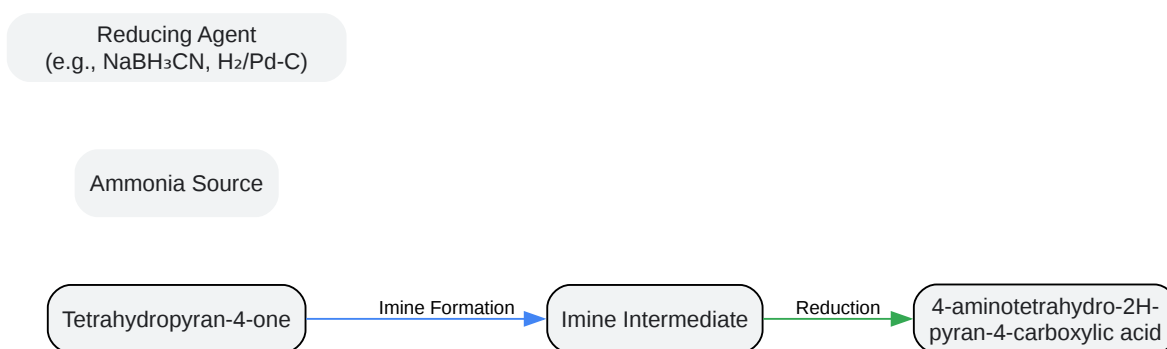 Reducing Agent
(e.g., NaBH₃CN, H₂/Pd-C)
Ammonia Source
Tetrahydropyran-4-one
Imine Formation
Imine Intermediate
Reduction
4-aminotetrahydro-2H-
pyran-4-carboxylic acid